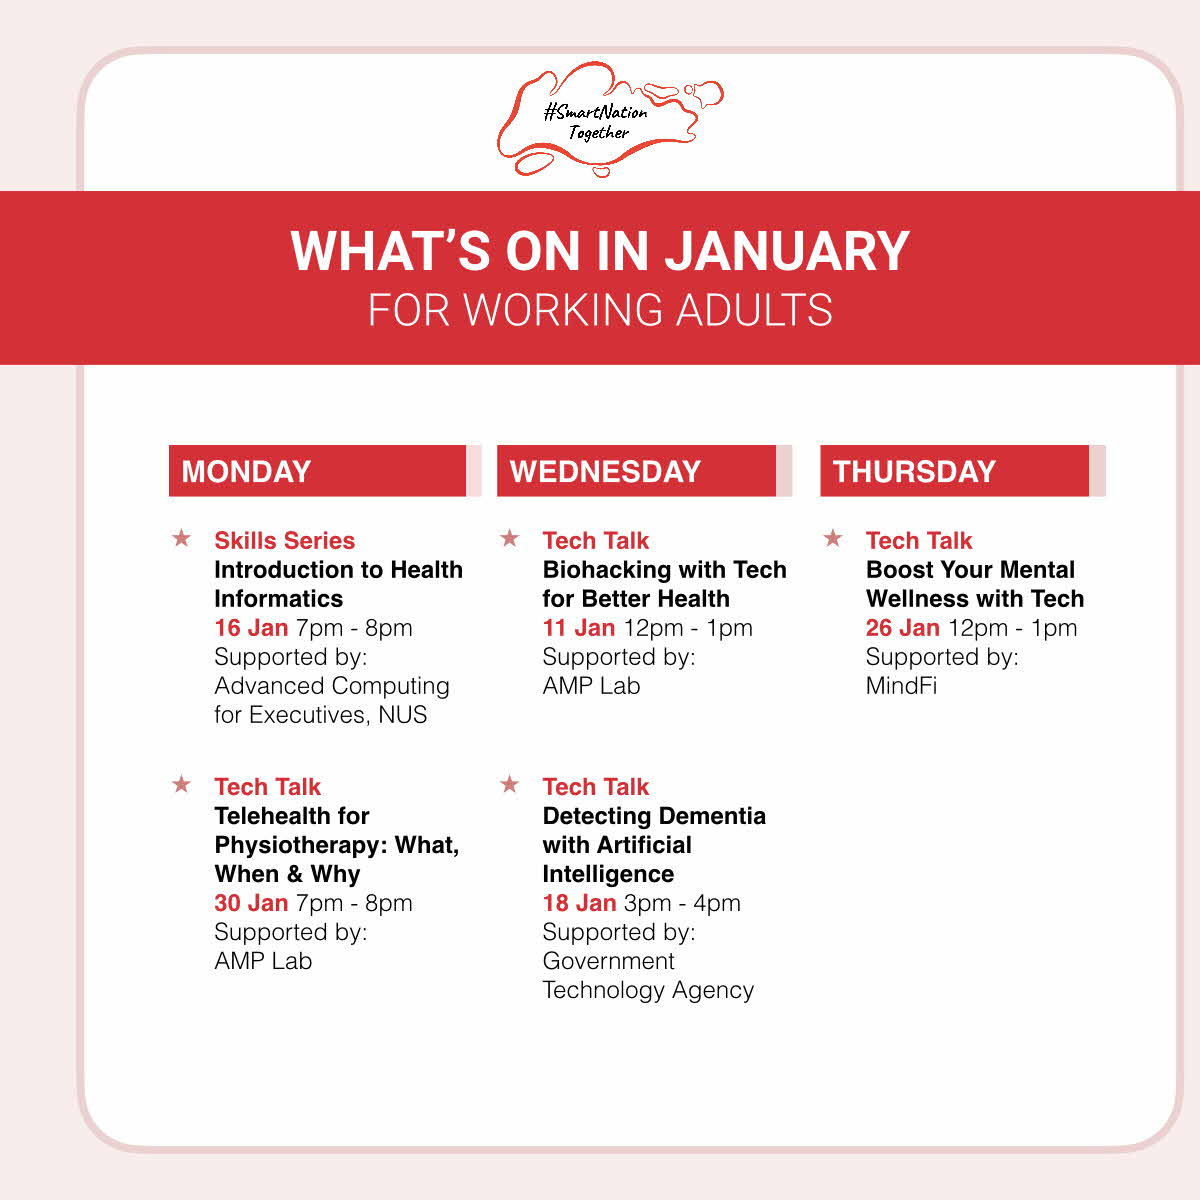 #SmartNation
Together
WHAT'S ON IN JANUARY
FOR WORKING ADULTS
MONDAY
★ Skills Series
Introduction to Health
Informatics
16 Jan 7pm - 8pm
Supported by:
Advanced Computing
for Executives, NUS
★ Tech Talk
Telehealth for
Physiotherapy: What,
When & Why
30 Jan 7pm - 8pm
Supported by:
AMP Lab
WEDNESDAY
★ Tech Talk
Biohacking with Tech
for Better Health
11 Jan 12pm - 1pm
Supported by:
AMP Lab
★ Tech Talk
Detecting Dementia
with Artificial
Intelligence
18 Jan 3pm - 4pm
Supported by:
Government
Technology Agency
THURSDAY
★ Tech Talk
Boost Your Mental
Wellness with Tech
26 Jan 12pm - 1pm
Supported by:
MindFi